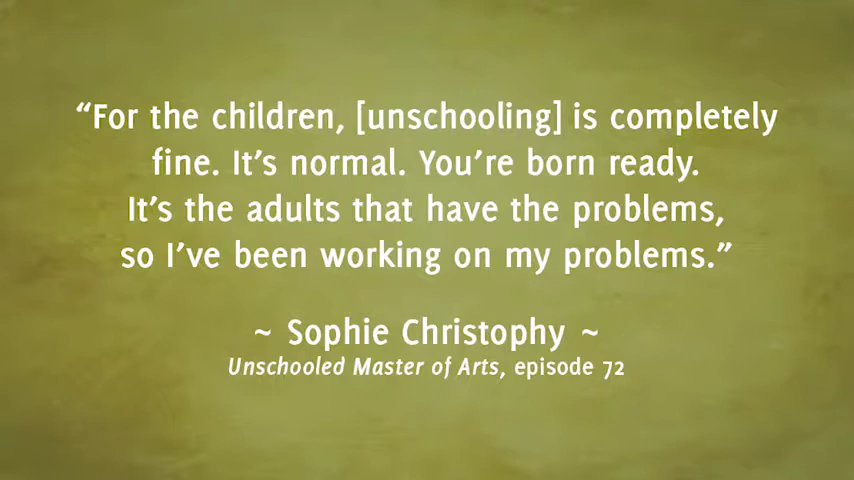 “For the children, [unschooling] is completely
fine. It’s normal. You’re born ready.
It’s the adults that have the problems,
so I’ve been working on my problems.”
~ Sophie Christophy ~
Unschooled Master of Arts, episode 72